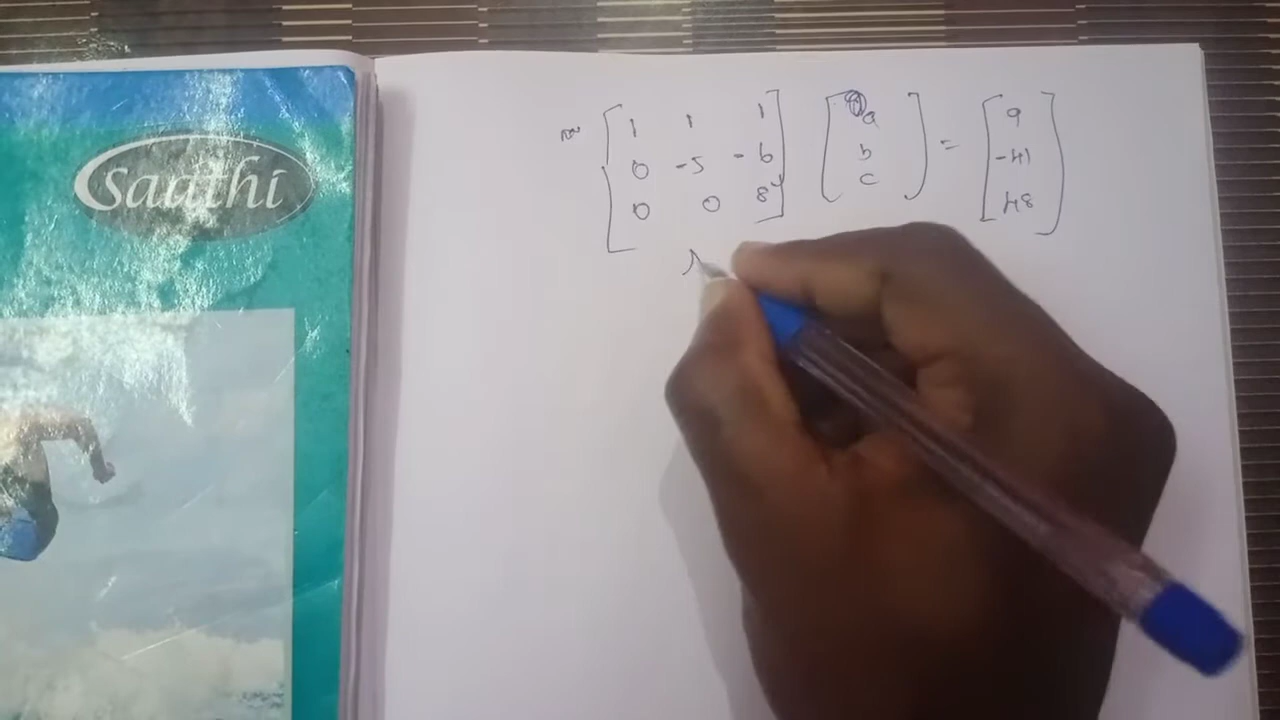 saathi
[ 1 1 1 ] [ a ] = [ 9 ]
[ 0 -5 -6 ] [ b ] [ -41 ]
[ 0 0 8 ] [ c ] [ 48 ]